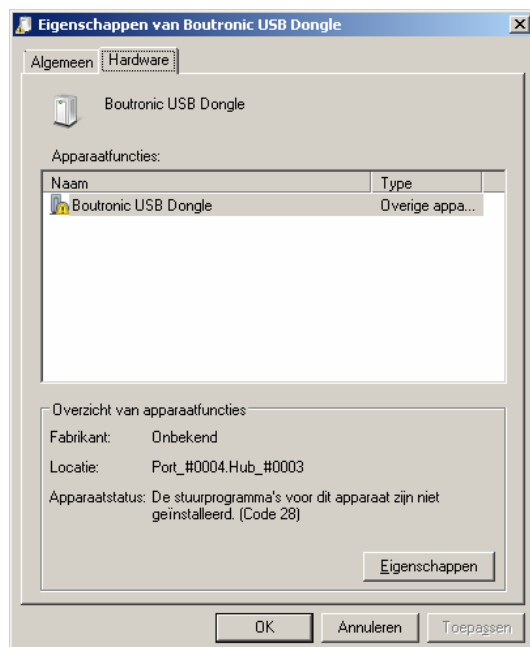 Eigenschappen van Boutronic USB Dongle
Algemeen Hardware
Boutronic USB Dongle
Apparaatfuncties:
Naam Type
Boutronic USB Dongle Overige appa...
Overzicht van apparaatfuncties
Fabrikant: Onbekend
Locatie: Port_#0004.Hub_#0003
Apparaatstatus: De stuurprogramma's voor dit apparaat zijn niet
geïnstalleerd. (Code 28)
Eigenschappen
OK Annuleren Toepassen